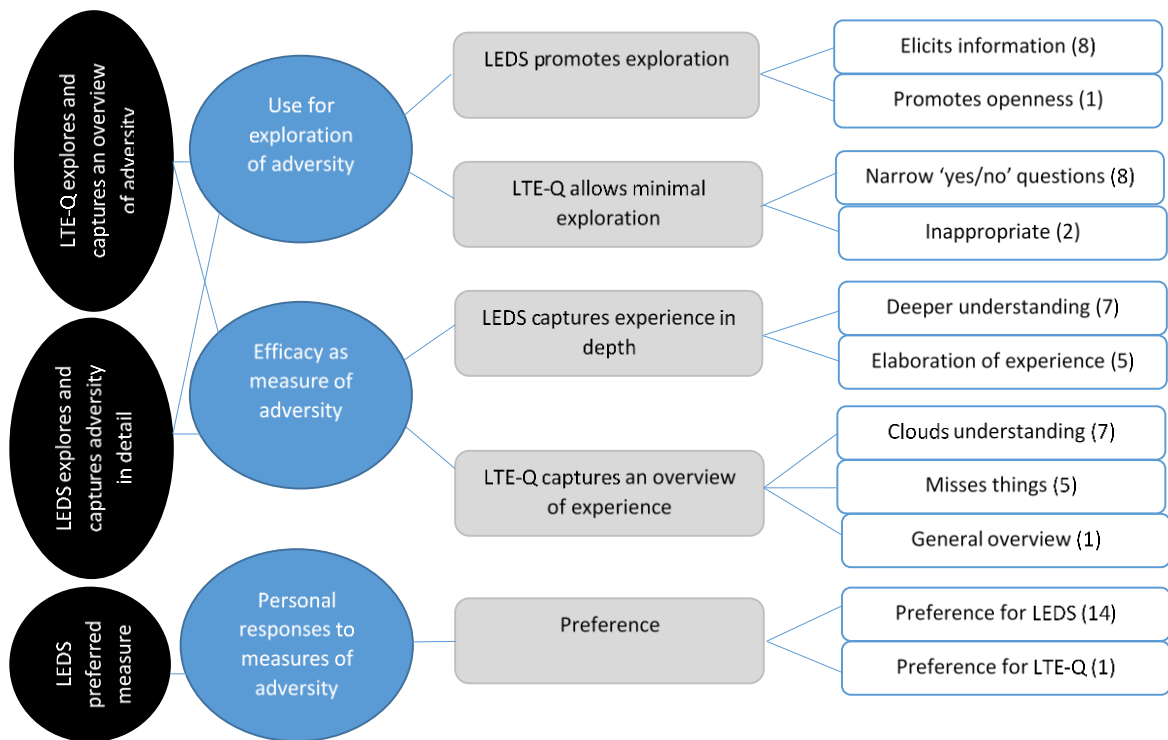 LTE-Q explores and
captures an overview
of adversity
LEDS explores and
captures adversity
in detail
LEDS
preferred
measure
Use for
exploration
of adversity
Efficacy as
measure of
adversity
Personal
responses to
measures of
adversity
LEDS promotes exploration
LTE-Q allows minimal
exploration
LEDS captures experience in
depth
LTE-Q captures an overview
of experience
Preference
Elicits information (8)
Promotes openness (1)
Narrow ‘yes/no’ questions (8)
Inappropriate (2)
Deeper understanding (7)
Elaboration of experience (5)
Clouds understanding (7)
Misses things (5)
General overview (1)
Preference for LEDS (14)
Preference for LTE-Q (1)